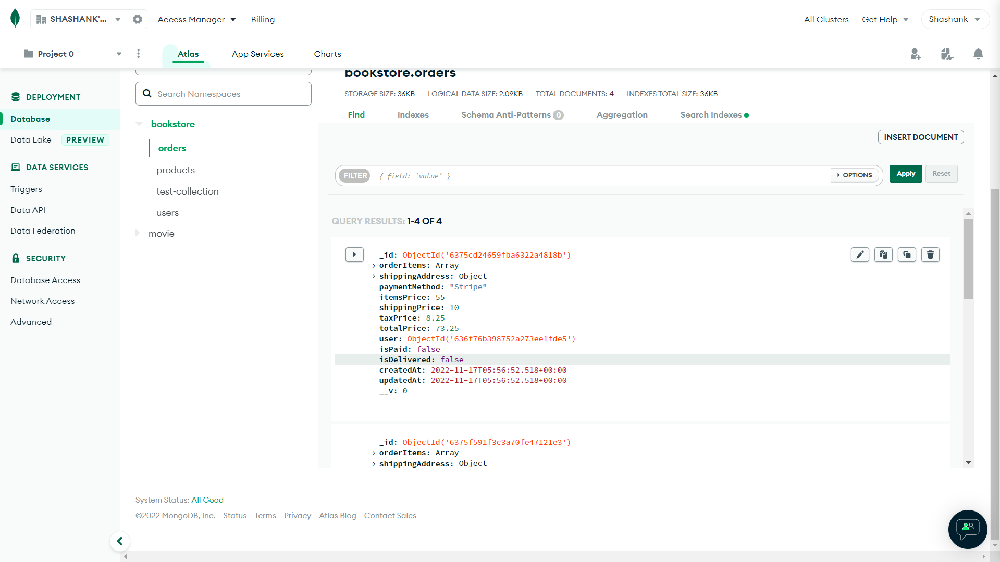 SHASHANK'...
Access Manager
Billing
All Clusters
Get Help
Shashank
Project 0
Atlas
App Services
Charts
DEPLOYMENT
Database
Data Lake PREVIEW
DATA SERVICES
Triggers
Data API
Data Federation
SECURITY
Database Access
Network Access
Advanced
Create Database
Search Namespaces
bookstore
orders
products
test-collection
users
movie
bookstore.orders
STORAGE SIZE: 36KB LOGICAL DATA SIZE: 2.09KB TOTAL DOCUMENTS: 4 INDEXES TOTAL SIZE: 36KB
Find Indexes Schema Anti-Patterns 0 Aggregation Search Indexes
INSERT DOCUMENT
FILTER { field: 'value' } OPTIONS Apply Reset
QUERY RESULTS: 1-4 OF 4
_id: ObjectId('6375cd24659fba6322a4818b')
orderItems: Array
shippingAddress: Object
paymentMethod: "Stripe"
itemsPrice: 55
shippingPrice: 10
taxPrice: 8.25
totalPrice: 73.25
user: ObjectId('636f76b398752a273ee1fde5')
isPaid: false
isDelivered: false
createdAt: 2022-11-17T05:56:52.518+00:00
updatedAt: 2022-11-17T05:56:52.518+00:00
__v: 0
_id: ObjectId('6375f591f3c3a70fe47121e3')
orderItems: Array
shippingAddress: Object
System Status: All Good
©2022 MongoDB, Inc. Status Terms Privacy Atlas Blog Contact Sales